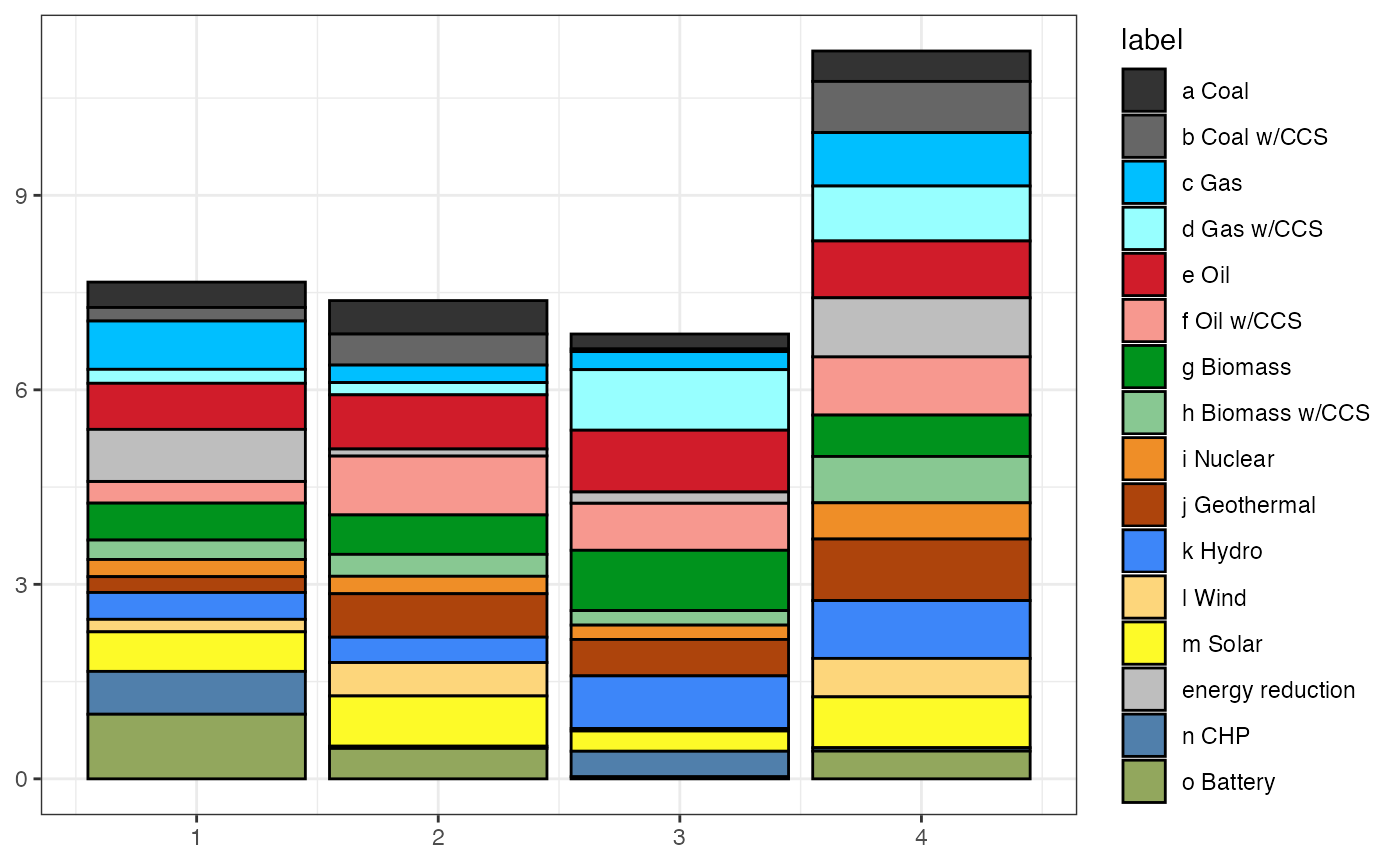 label
a Coal
b Coal w/CCS
c Gas
d Gas w/CCS
e Oil
f Oil w/CCS
g Biomass
h Biomass w/CCS
i Nuclear
j Geothermal
k Hydro
l Wind
m Solar
energy reduction
n CHP
o Battery
9
6
3
0
1 2 3 4